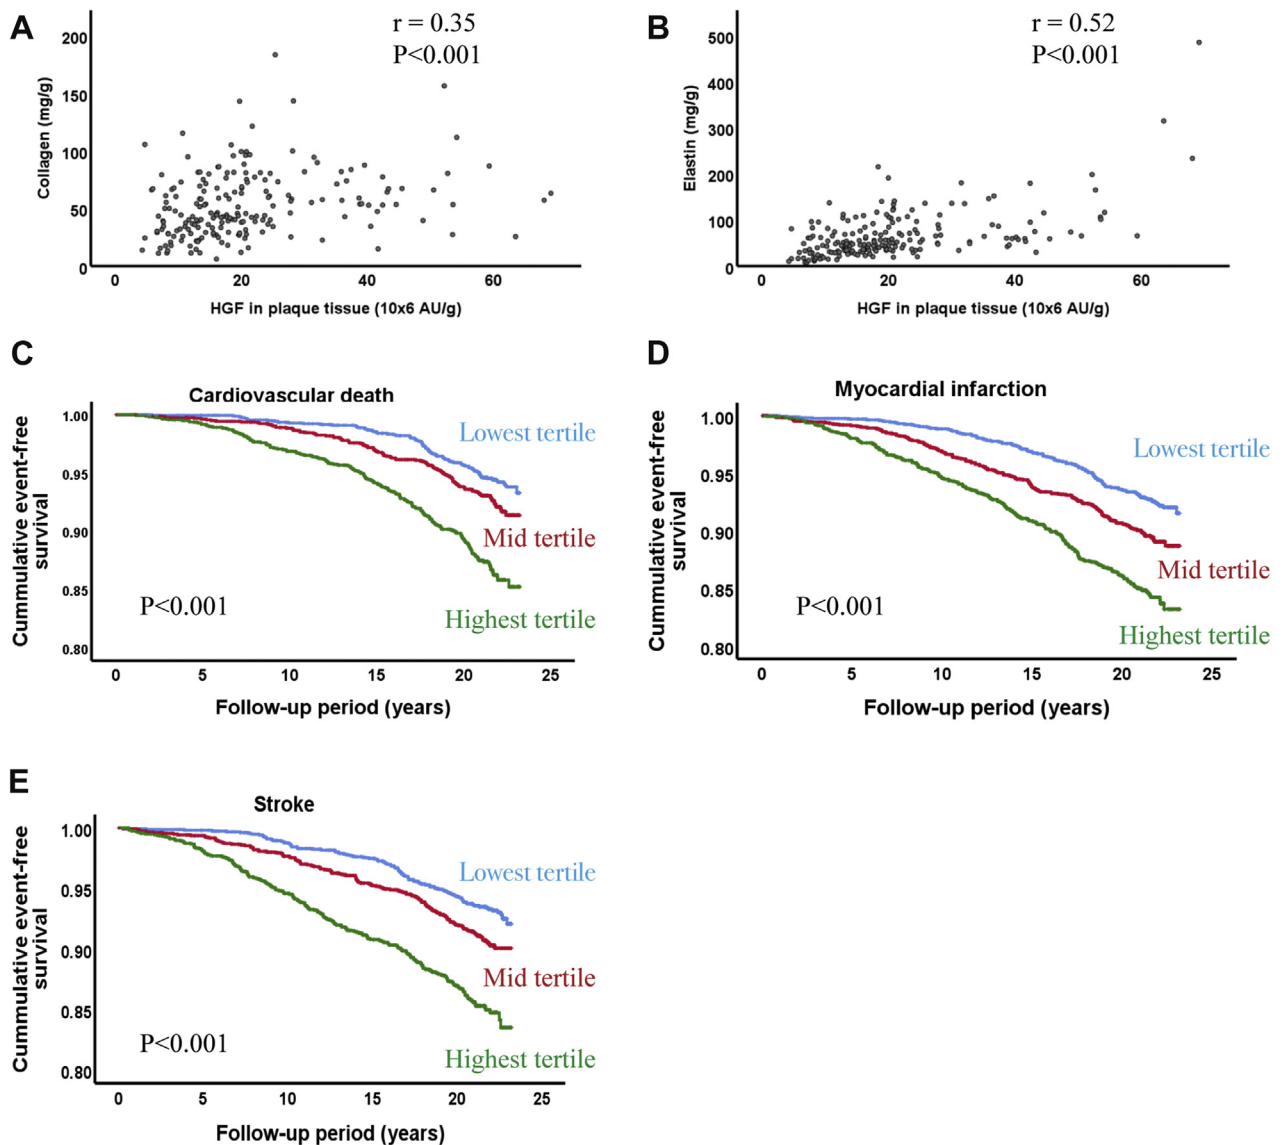 A
r = 0.35
P<0.001
Collagen (mg/g)
200
150
100
50
0
0 20 40 60
HGF in plaque tissue (10x6 AU/g)
B
r = 0.52
P<0.001
Elastin (mg/g)
500
400
300
200
100
0
0 20 40 60
HGF in plaque tissue (10x6 AU/g)
C
Cardiovascular death
Cummulative event-free
survival
1.00
0.95
0.90
0.85
0.80
Lowest tertile
Mid tertile
Highest tertile
P<0.001
0 5 10 15 20 25
Follow-up period (years)
D
Myocardial infarction
Cummulative event-free
survival
1.00
0.95
0.90
0.85
0.80
Lowest tertile
Mid tertile
Highest tertile
P<0.001
0 5 10 15 20 25
Follow-up period (years)
E
Stroke
Cummulative event-free
survival
1.00
0.95
0.90
0.85
0.80
Lowest tertile
Mid tertile
Highest tertile
P<0.001
0 5 10 15 20 25
Follow-up period (years)